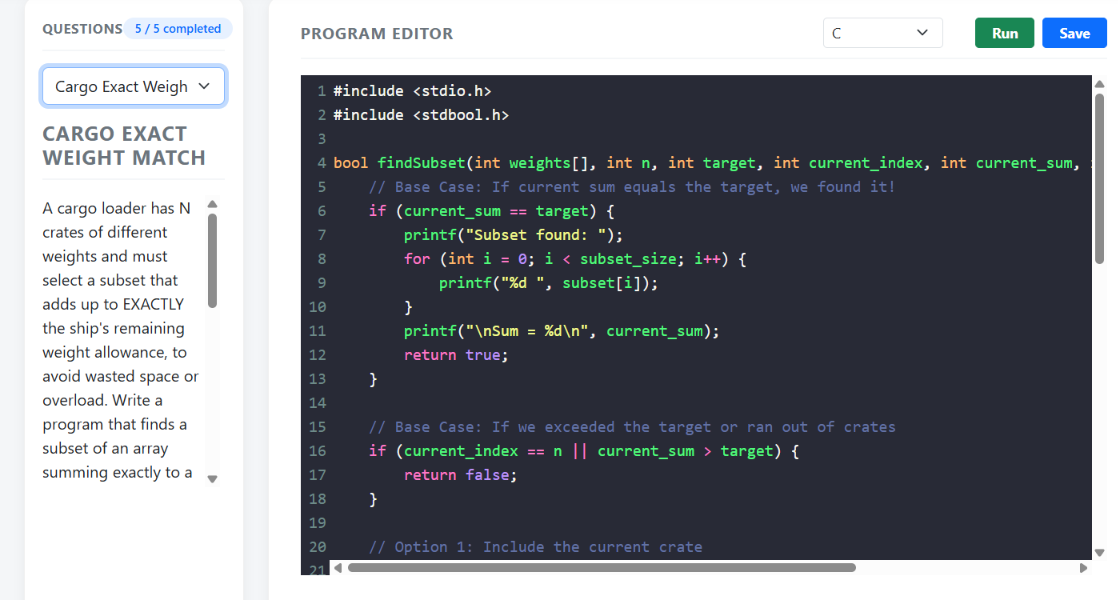 QUESTIONS 5 / 5 completed
Cargo Exact Weigh
CARGO EXACT
WEIGHT MATCH
A cargo loader has N
crates of different
weights and must
select a subset that
adds up to EXACTLY
the ship's remaining
weight allowance, to
avoid wasted space or
overload. Write a
program that finds a
subset of an array
summing exactly to a
PROGRAM EDITOR
C
Run
Save
1 #include <stdio.h>
2 #include <stdbool.h>
3
4 bool findSubset(int weights[], int n, int target, int current_index, int current_sum,
5 // Base Case: If current sum equals the target, we found it!
6 if (current_sum == target) {
7 printf("Subset found: ");
8 for (int i = 0; i < subset_size; i++) {
9 printf("%d ", subset[i]);
10 }
11 printf("\nSum = %d\n", current_sum);
12 return true;
13 }
14
15 // Base Case: If we exceeded the target or ran out of crates
16 if (current_index == n || current_sum > target) {
17 return false;
18 }
19
20 // Option 1: Include the current crate
21